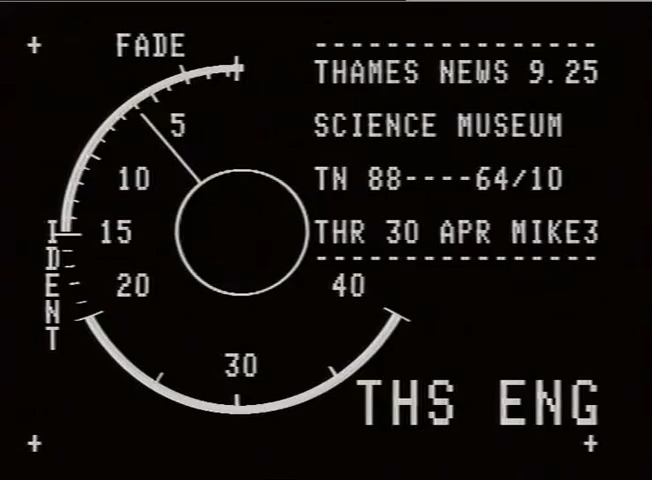 FADE
THAMES NEWS 9.25
SCIENCE MUSEUM
TN 88----64/10
THR 30 APR MIKE3
5
10
15
20
30
40
IDENT
THS ENG